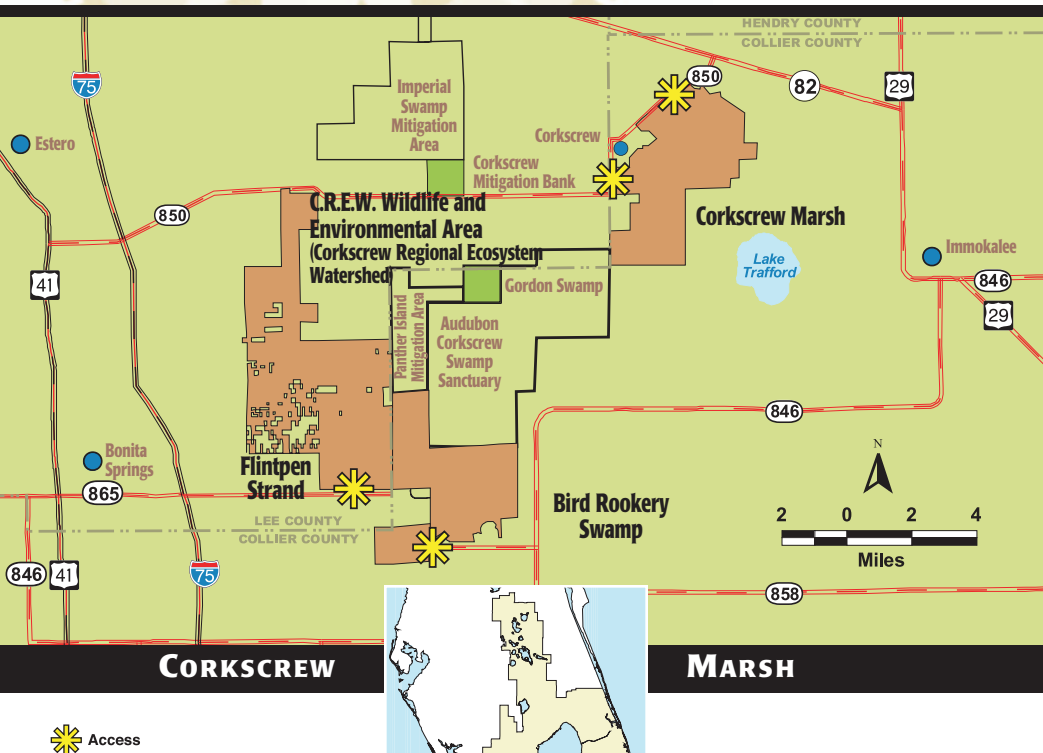 HENDRY COUNTY
COLLIER COUNTY
75
850
82
29
Imperial
Swamp
Mitigation
Area
Estero
Corkscrew
Corkscrew
Mitigation Bank
850
C.R.E.W. Wildlife and
Environmental Area
(Corkscrew Regional Ecosystem
Watershed)
Corkscrew Marsh
Lake
Trafford
Immokalee
846
41
29
Gordon Swamp
Panther Island
Mitigation Area
Audubon
Corkscrew
Swamp
Sanctuary
846
Bonita
Springs
Flintpen
Strand
865
N
Bird Rookery
Swamp
2 0 2 4
Miles
LEE COUNTY
COLLIER COUNTY
846
41
75
858
CORKSCREW MARSH
Access